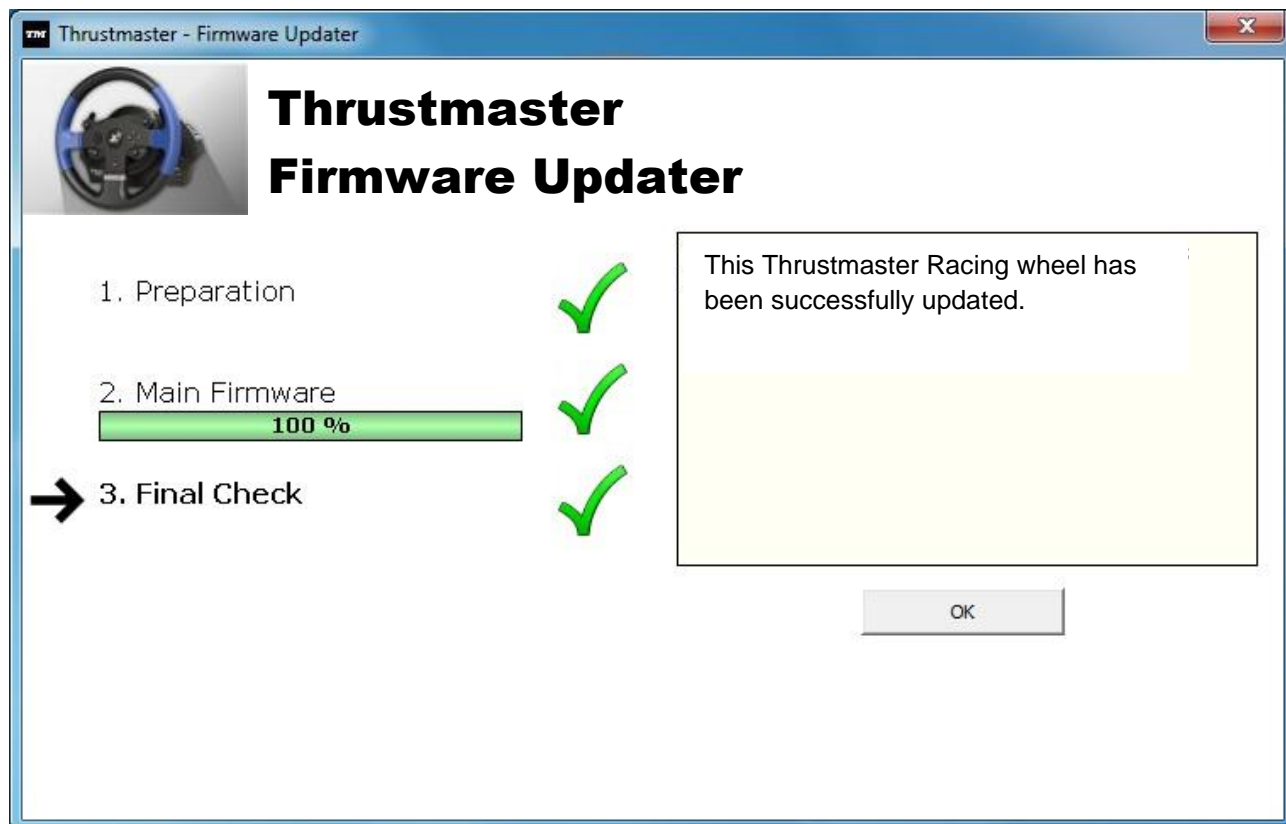 TM Thrustmaster - Firmware Updater
Thrustmaster
Firmware Updater
1. Preparation
2. Main Firmware
100 %
3. Final Check
This Thrustmaster Racing wheel has
been successfully updated.
OK